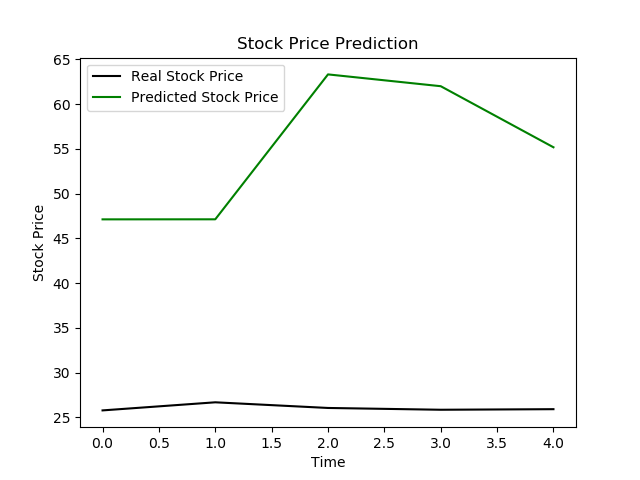 Stock Price Prediction
Real Stock Price
Predicted Stock Price
65
60
55
50
45
40
35
30
25
Stock Price
0.0 0.5 1.0 1.5 2.0 2.5 3.0 3.5 4.0
Time